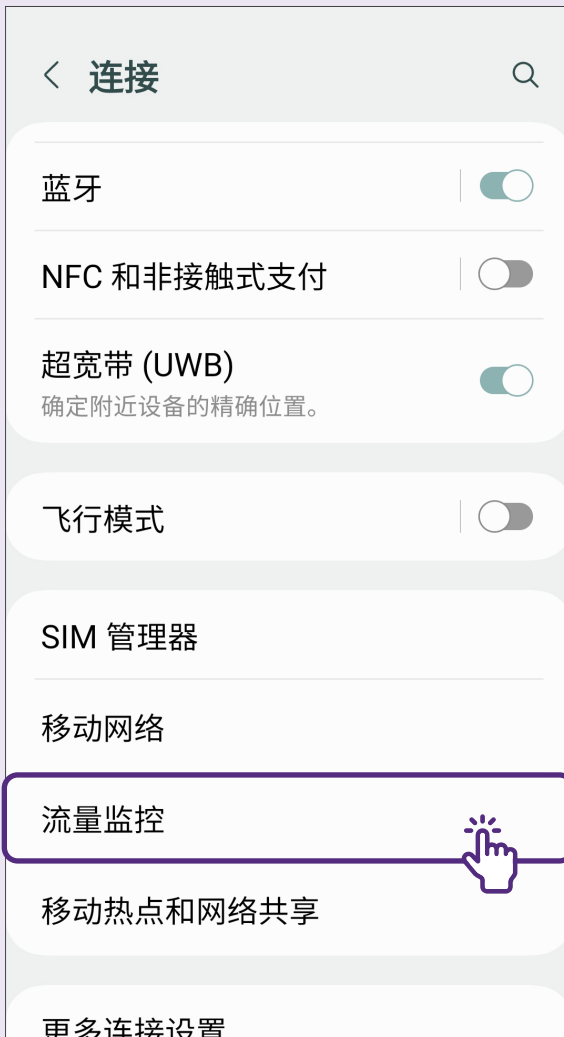 连接
蓝牙
NFC 和非接触式支付
超宽带 (UWB)
确定附近设备的精确位置。
飞行模式
SIM 管理器
移动网络
流量监控
移动热点和网络共享
更多连接设置